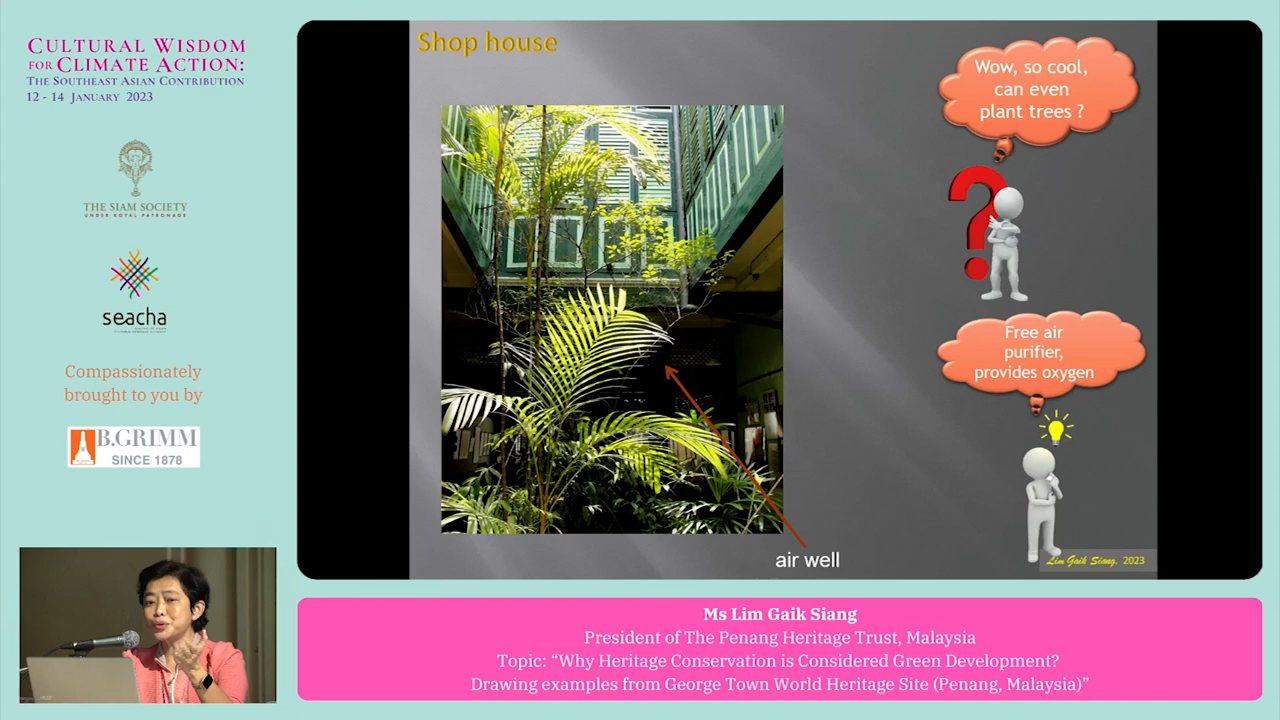 CULTURAL WISDOM
FOR CLIMATE ACTION:
THE SOUTHEAST ASIAN CONTRIBUTION
12 - 14 JANUARY 2023
THE SIAM SOCIETY
UNDER ROYAL PATRONAGE
seacha
Compassionately
brought to you by
B.GRIMM
SINCE 1878
Shop house
Wow, so cool,
can even
plant trees ?
Free air
purifier,
provides oxygen
air well
Lim Gaik Siang, 2023
Ms Lim Gaik Siang
President of The Penang Heritage Trust, Malaysia
Topic: “Why Heritage Conservation is Considered Green Development?
Drawing examples from George Town World Heritage Site (Penang, Malaysia)”